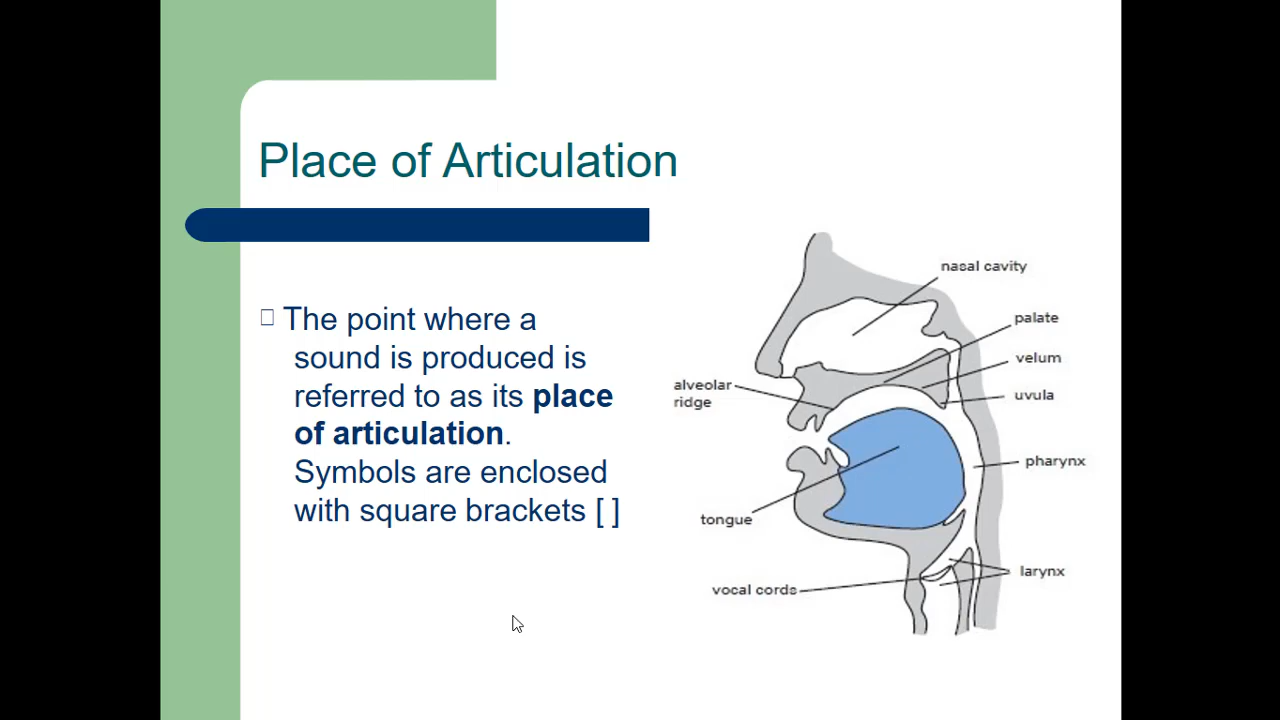 Place of Articulation
The point where a
sound is produced is
referred to as its place
of articulation.
Symbols are enclosed
with square brackets [ ]
nasal cavity
palate
velum
alveolar
ridge
uvula
pharynx
tongue
larynx
vocal cords